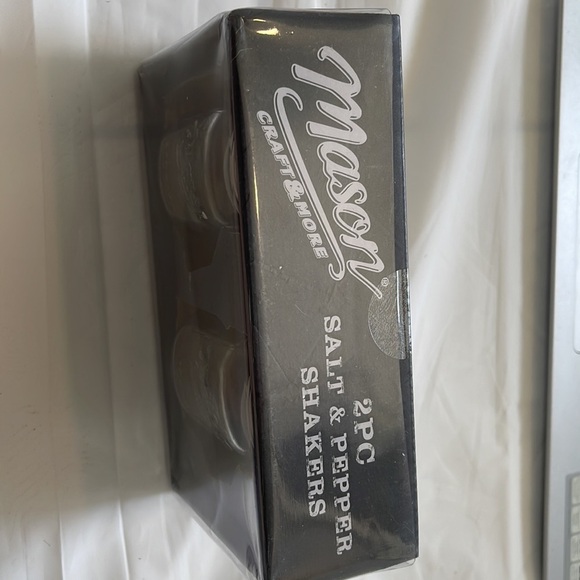 Mason®
CRAFT & MORE
2PC
SALT & PEPPER
SHAKERS